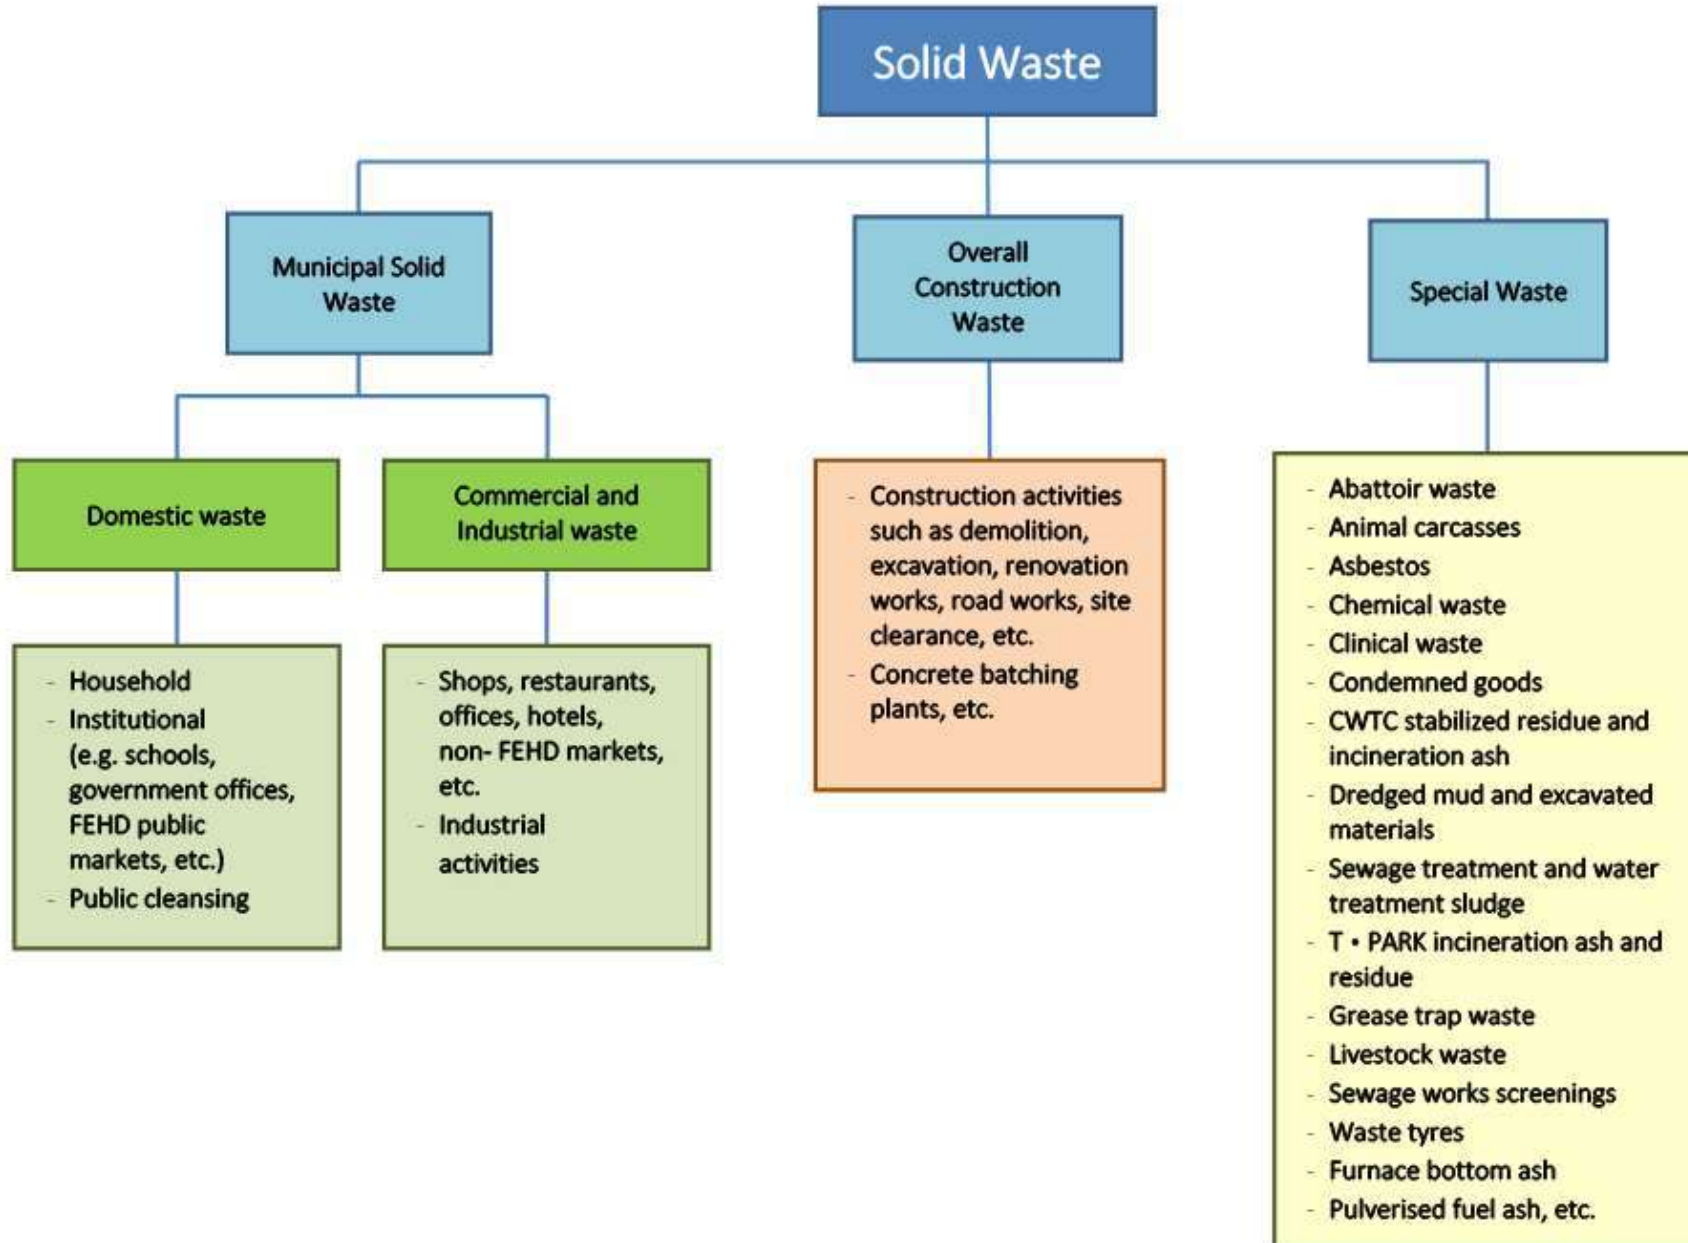 Solid Waste
Municipal Solid
Waste
Overall
Construction
Waste
Special Waste
Domestic waste
Commercial and
Industrial waste
- Household
- Institutional
(e.g. schools,
government offices,
FEHD public
markets, etc.)
- Public cleansing
- Shops, restaurants,
offices, hotels,
non- FEHD markets,
etc.
- Industrial
activities
- Construction activities
such as demolition,
excavation, renovation
works, road works, site
clearance, etc.
- Concrete batching
plants, etc.
- Abattoir waste
- Animal carcasses
- Asbestos
- Chemical waste
- Clinical waste
- Condemned goods
- CWTC stabilized residue and
incineration ash
- Dredged mud and excavated
materials
- Sewage treatment and water
treatment sludge
- T • PARK incineration ash and
residue
- Grease trap waste
- Livestock waste
- Sewage works screenings
- Waste tyres
- Furnace bottom ash
- Pulverised fuel ash, etc.